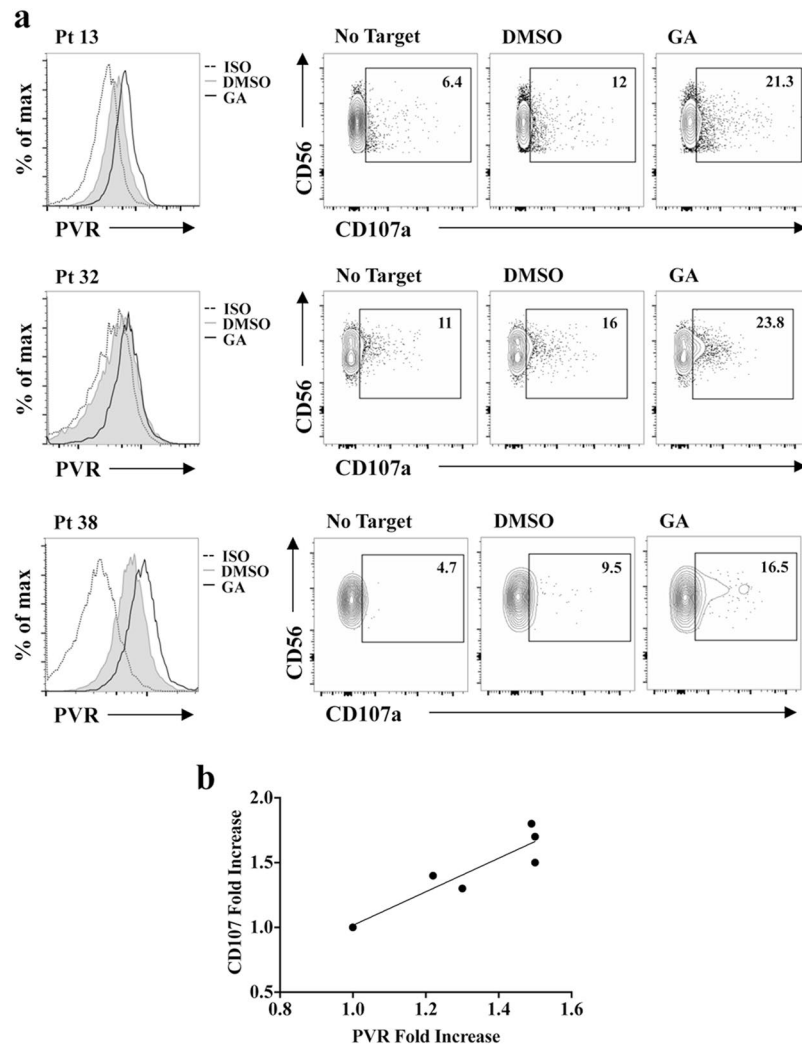 a
Pt 13
ISO
DMSO
GA
% of max
PVR
No Target
DMSO
GA
6.4
12
21.3
CD56
CD107a
Pt 32
ISO
DMSO
GA
% of max
PVR
No Target
DMSO
GA
11
16
23.8
CD56
CD107a
Pt 38
ISO
DMSO
GA
% of max
PVR
No Target
DMSO
GA
4.7
9.5
16.5
CD56
CD107a
b
CD107 Fold Increase
2.0
1.5
1.0
0.5
0.8
1.0
1.2
1.4
1.6
PVR Fold Increase